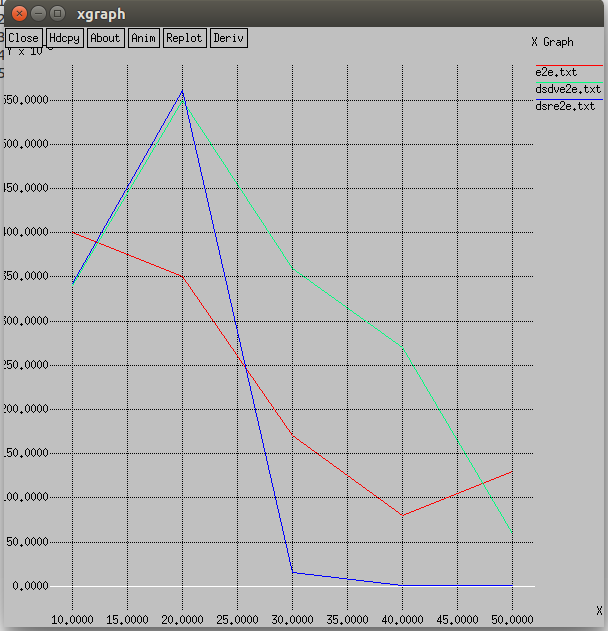 xgraph
Close Hdcpy About Anim Replot Deriv
Y x 10
X Graph
e2e.txt
dsdve2e.txt
dsre2e.txt
550.0000
500.0000
450.0000
400.0000
350.0000
300.0000
250.0000
200.0000
150.0000
100.0000
50.0000
0.0000
X
10.0000 15.0000 20.0000 25.0000 30.0000 35.0000 40.0000 45.0000 50.0000